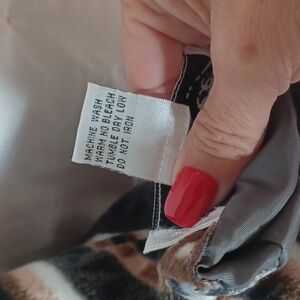 MACHINE WASH
WARM NO BLEACH
TUMBLE DRY LOW
DO NOT IRON